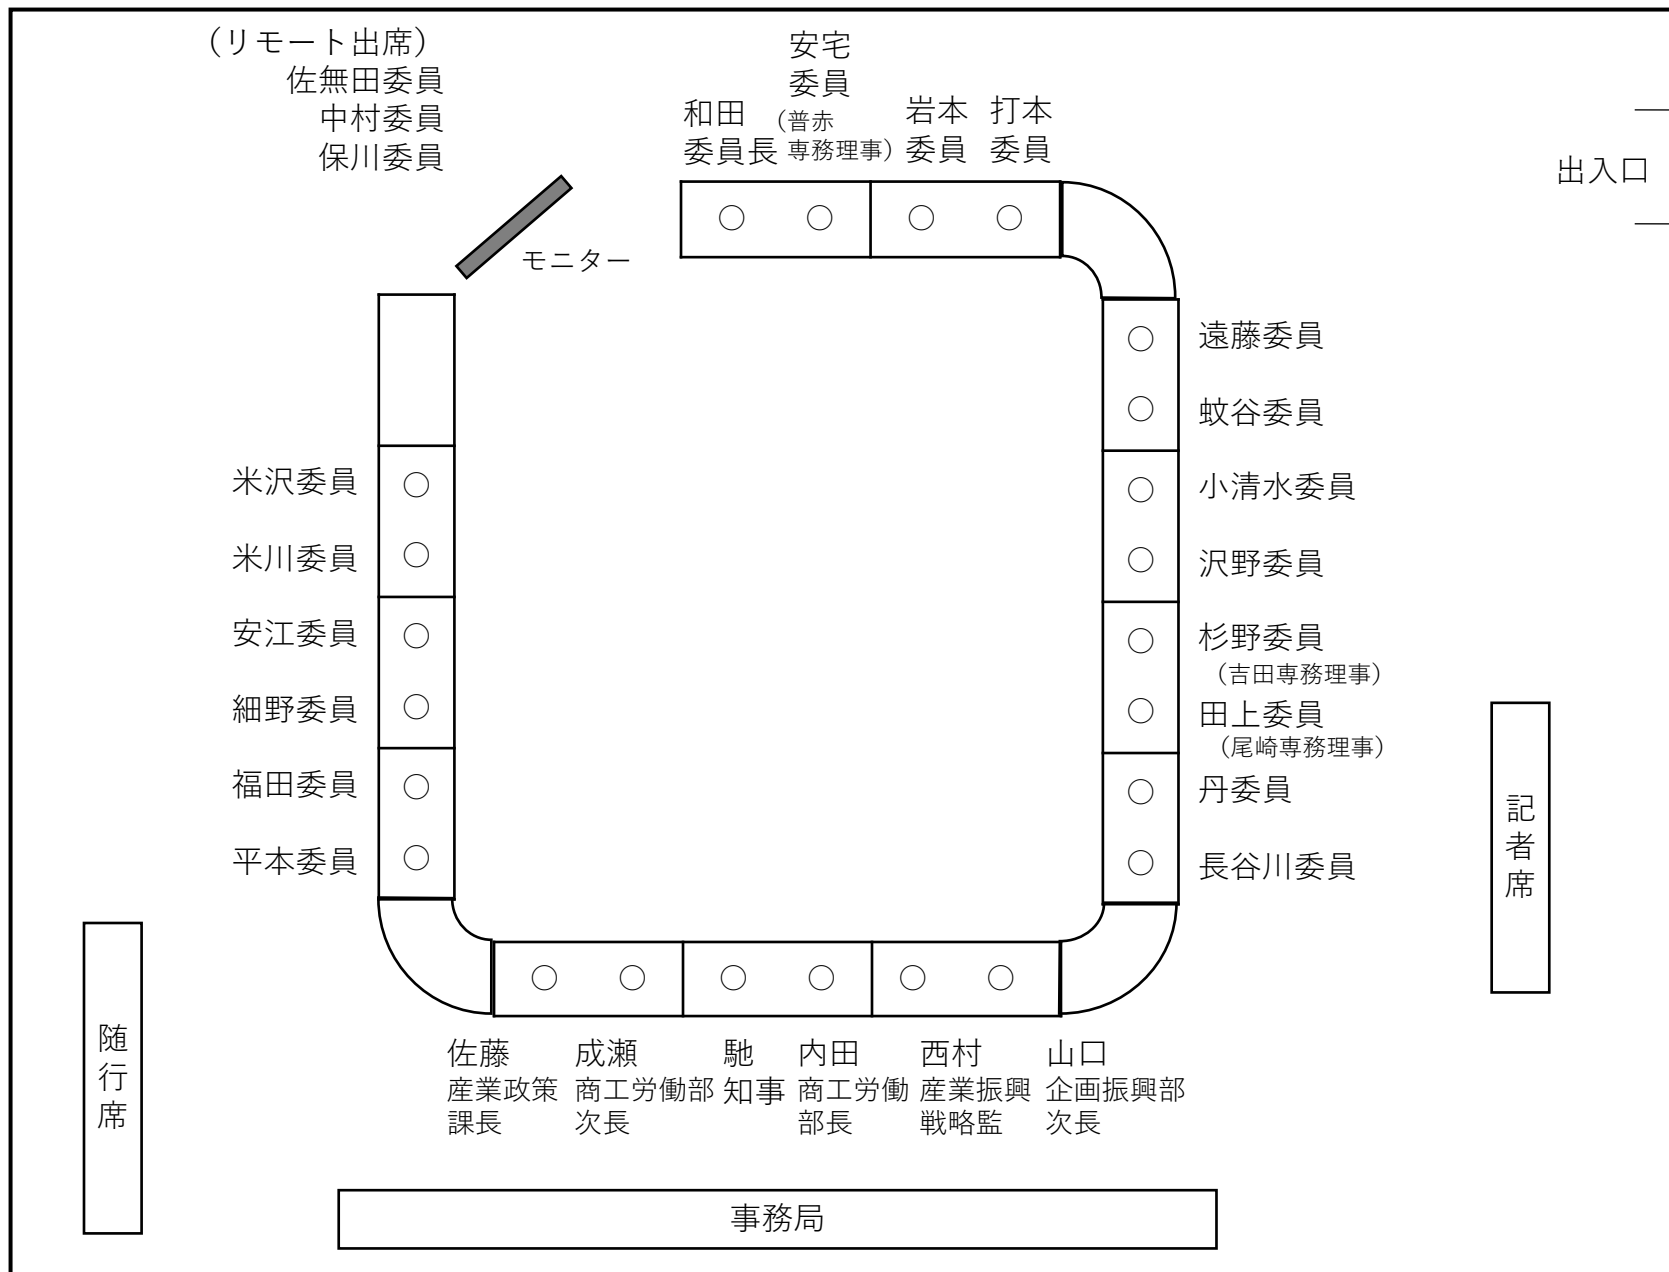 （リモート出席）
佐無田委員
中村委員
保川委員
和田
委員長
安宅
委員
（普赤
専務理事）
岩本
委員
打本
委員
出入口
モニター
遠藤委員
蚊谷委員
小清水委員
沢野委員
杉野委員
（吉田専務理事）
田上委員
（尾崎専務理事）
丹委員
長谷川委員
米沢委員
米川委員
安江委員
細野委員
福田委員
平本委員
記者席
随行席
佐藤
産業政策
課長
成瀬
商工労働部
次長
馳
知事
内田
商工労働
部長
西村
産業振興
戦略監
山口
企画振興部
次長
事務局